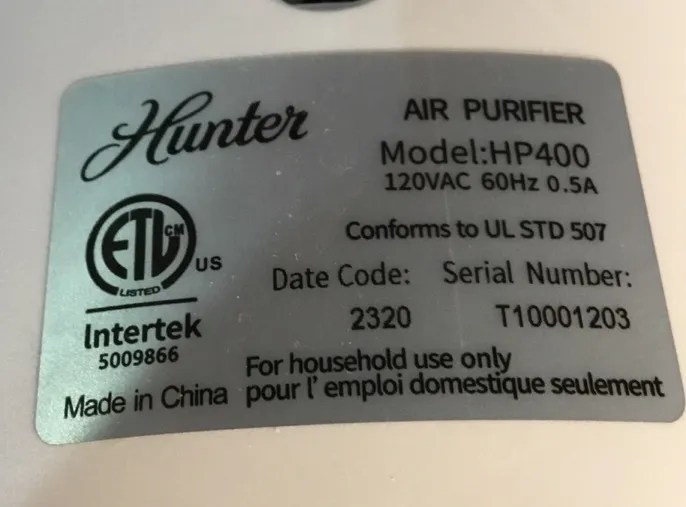 Hunter
AIR PURIFIER
Model:HP400
120VAC 60Hz 0.5A
ETL CM
US
LISTED
Conforms to UL STD 507
Intertek
5009866
Date Code: Serial Number:
2320 T10001203
Made in China
For household use only
pour l' emploi domestique seulement